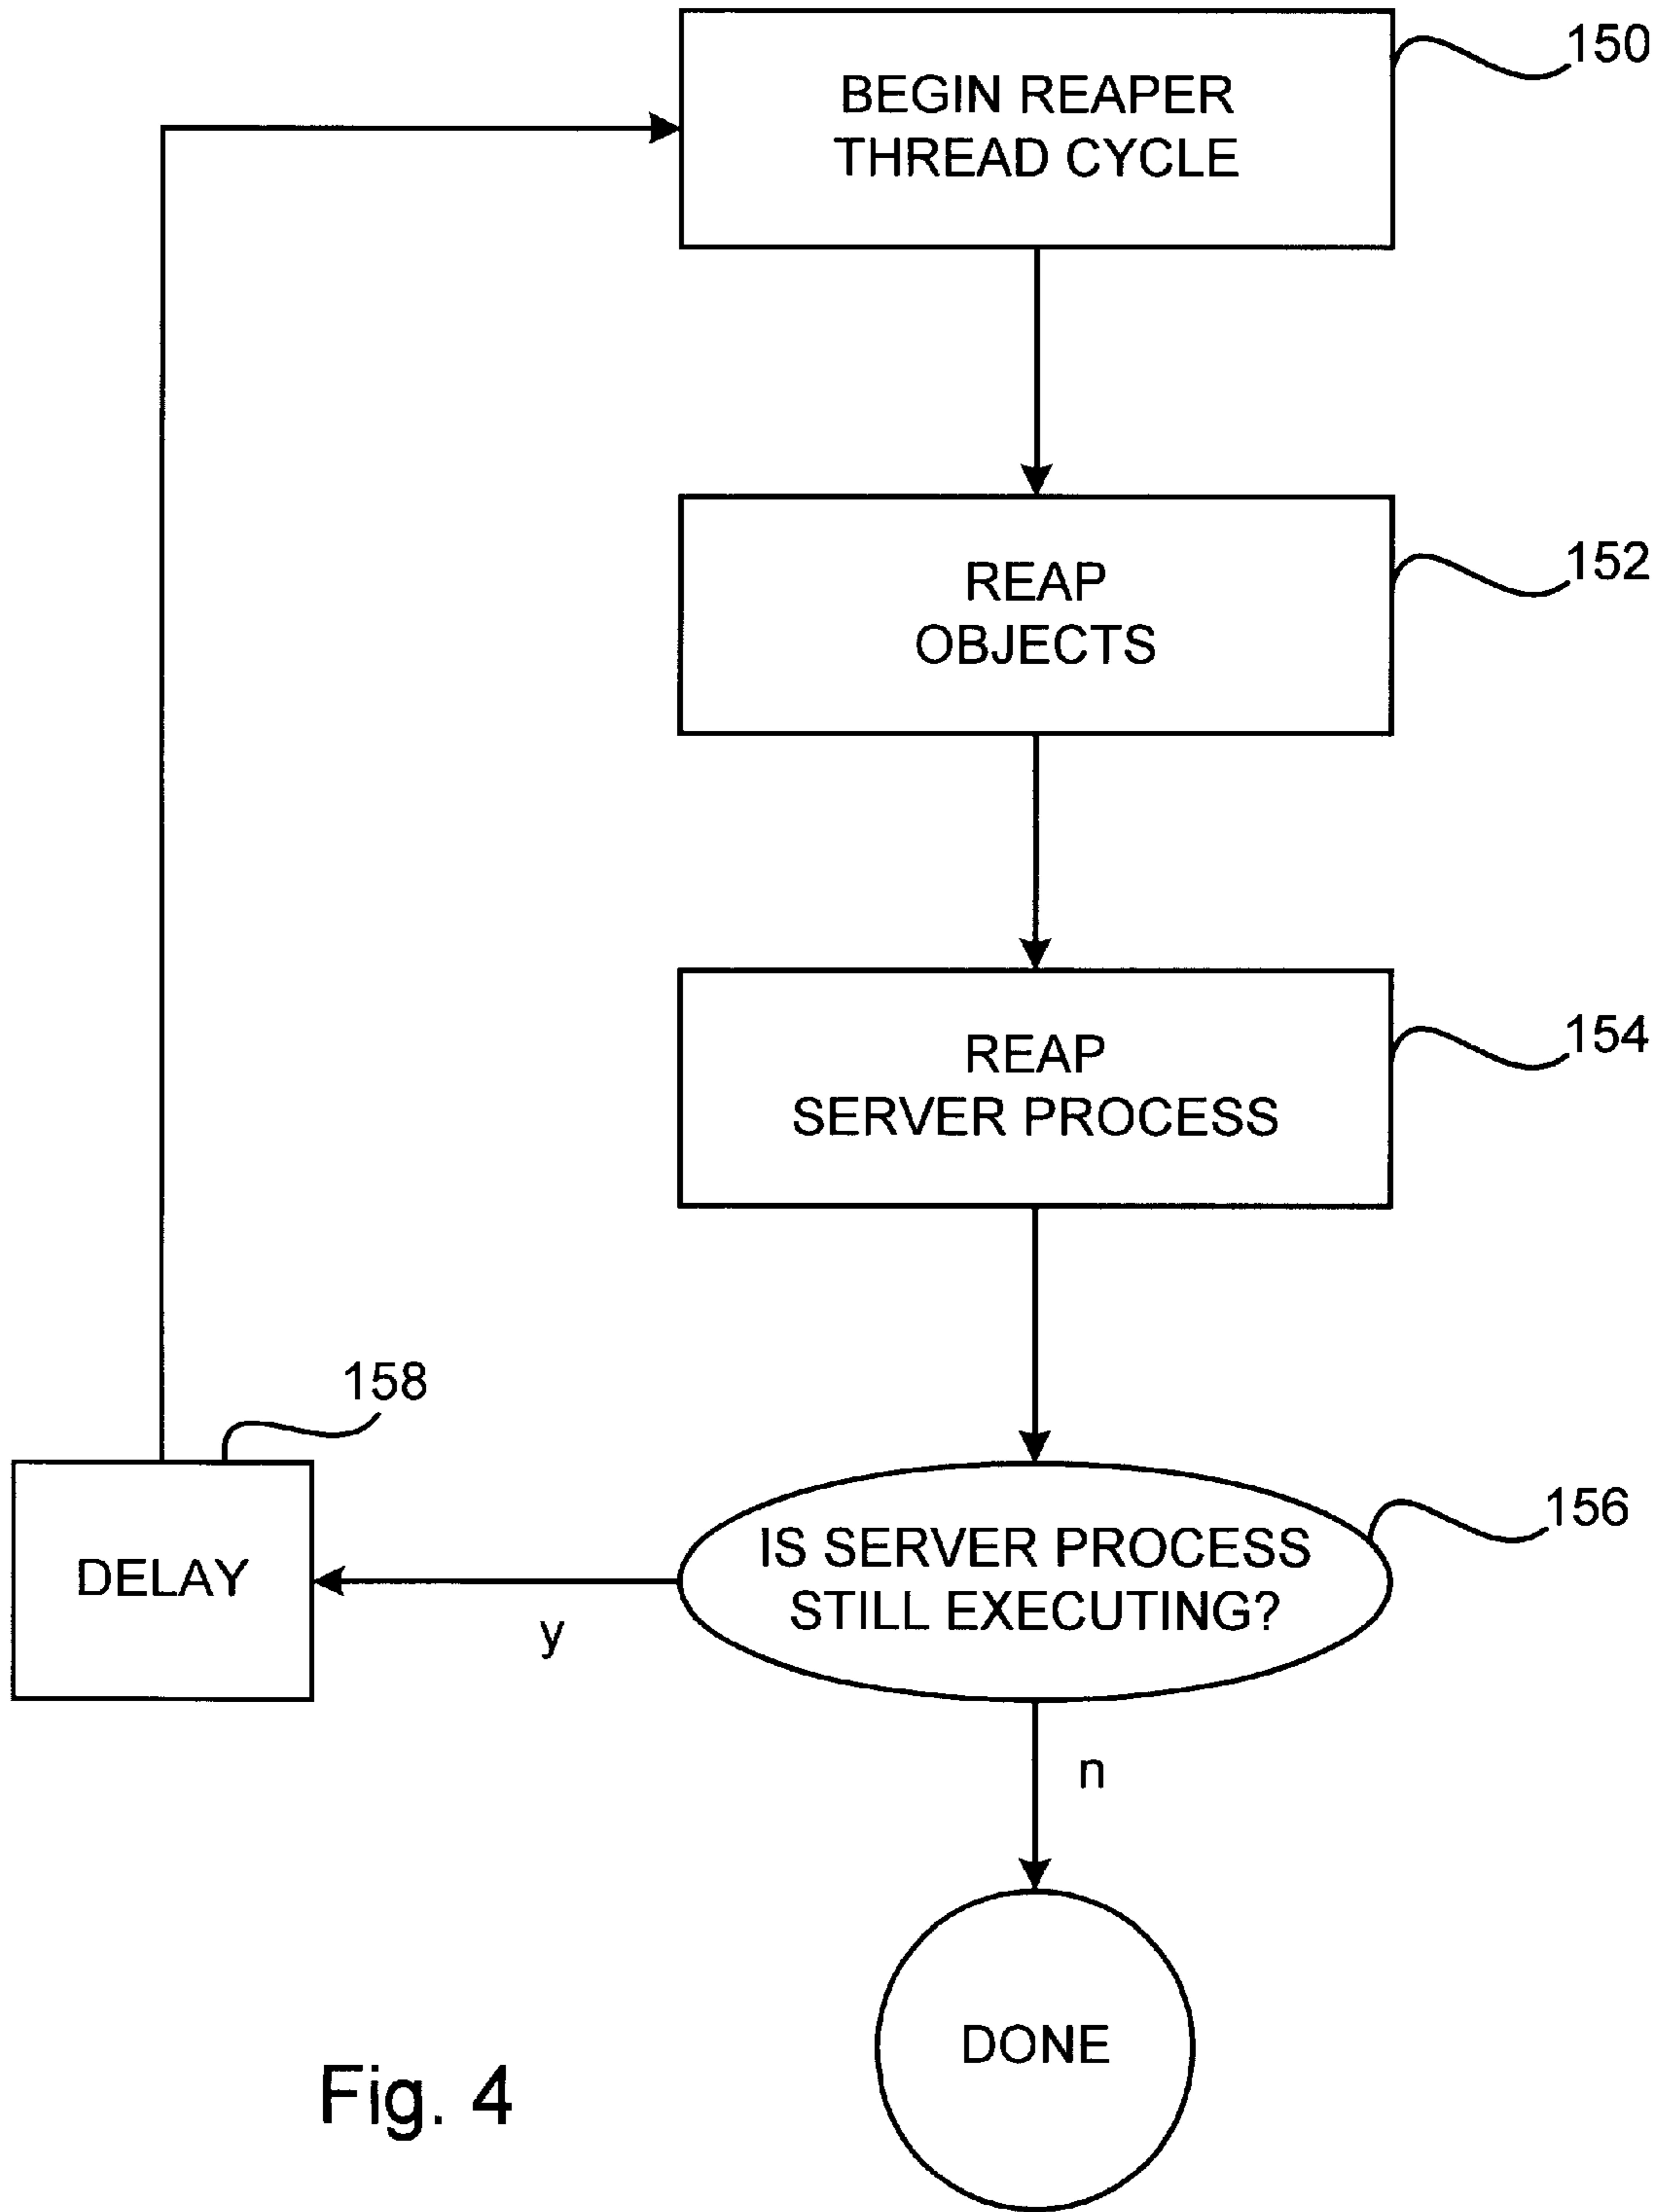 BEGIN REAPER
THREAD CYCLE
150
REAP
OBJECTS
152
REAP
SERVER PROCESS
154
158
DELAY
IS SERVER PROCESS
STILL EXECUTING?
156
y
n
DONE
Fig. 4